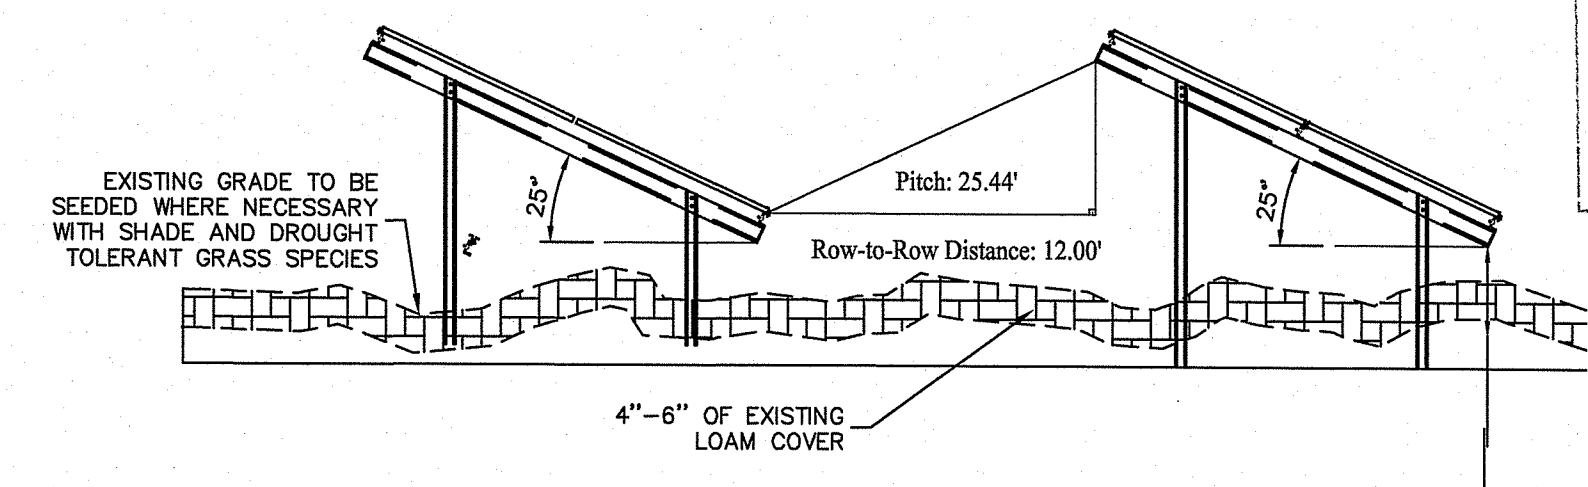 EXISTING GRADE TO BE
SEEDED WHERE NECESSARY
WITH SHADE AND DROUGHT
TOLERANT GRASS SPECIES
25°
Pitch: 25.44'
Row-to-Row Distance: 12.00'
25°
4"-6" OF EXISTING
LOAM COVER